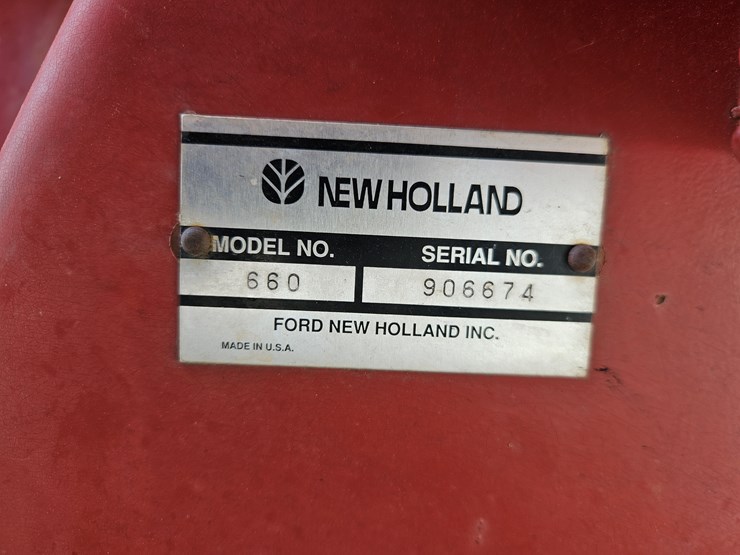 NEW HOLLAND
MODEL NO. SERIAL NO.
660 906674
FORD NEW HOLLAND INC.
MADE IN U.S.A.